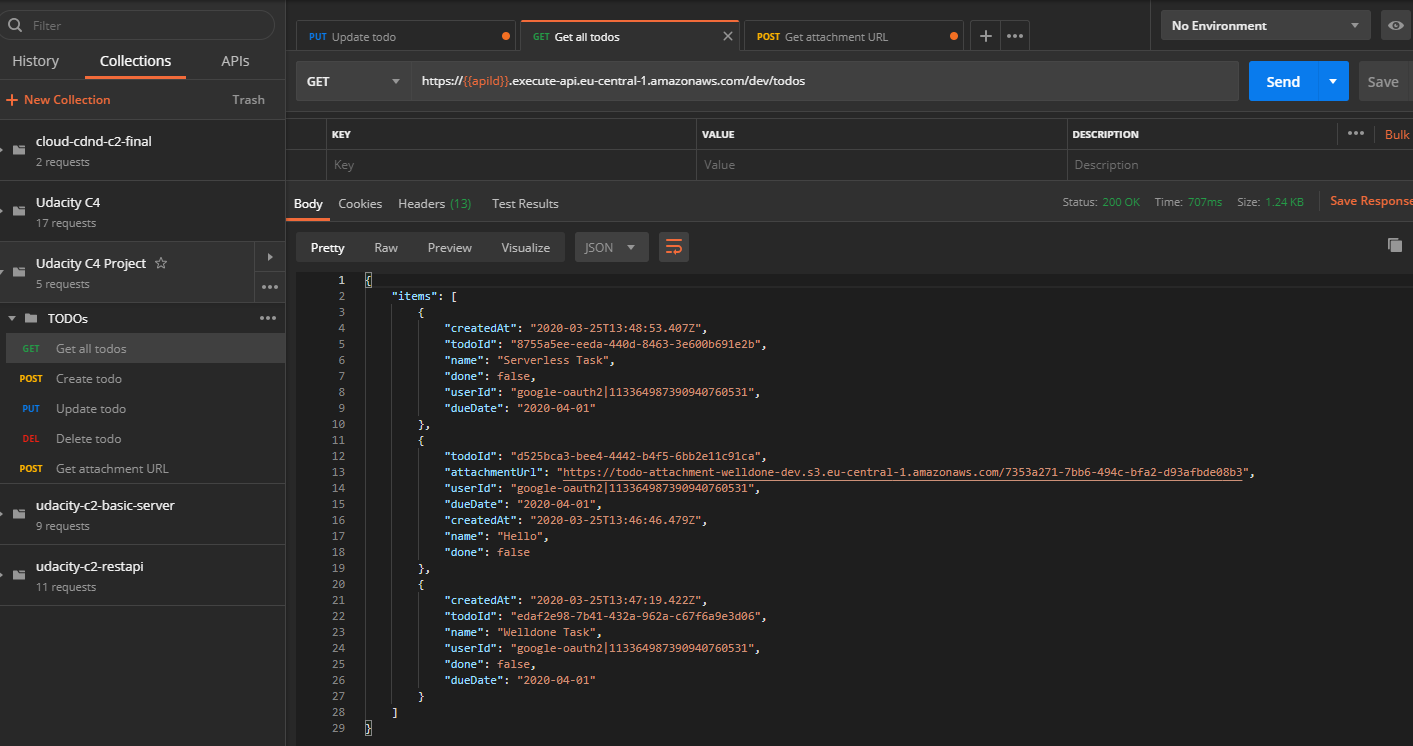 Filter
History Collections APIs
+ New Collection Trash
cloud-cdnd-c2-final
2 requests
Udacity C4
17 requests
Udacity C4 Project
5 requests
TODOs
GET Get all todos
POST Create todo
PUT Update todo
DEL Delete todo
POST Get attachment URL
udacity-c2-basic-server
9 requests
udacity-c2-restapi
11 requests
PUT Update todo
GET Get all todos
POST Get attachment URL
No Environment
GET https://{{apiId}}.execute-api.eu-central-1.amazonaws.com/dev/todos Send Save
KEY VALUE DESCRIPTION Bulk
Key Value Description
Body Cookies Headers (13) Test Results Status: 200 OK Time: 707ms Size: 1.24 KB Save Response
Pretty Raw Preview Visualize JSON
1 {
2 "items": [
3 {
4 "createdAt": "2020-03-25T13:48:53.407Z",
5 "todoId": "8755a5ee-eeda-440d-8463-3e600b691e2b",
6 "name": "Serverless Task",
7 "done": false,
8 "userId": "google-oauth2|113364987390940760531",
9 "dueDate": "2020-04-01"
10 },
11 {
12 "todoId": "d525bca3-bee4-4442-b4f5-6bb2e11c91ca",
13 "attachmentUrl": "https://todo-attachment-welldone-dev.s3.eu-central-1.amazonaws.com/7353a271-7bb6-494c-bfa2-d93afbde08b3",
14 "userId": "google-oauth2|113364987390940760531",
15 "dueDate": "2020-04-01",
16 "createdAt": "2020-03-25T13:46:46.479Z",
17 "name": "Hello",
18 "done": false
19 },
20 {
21 "createdAt": "2020-03-25T13:47:19.422Z",
22 "todoId": "edaf2e98-7b41-432a-962a-c67f6a9e3d06",
23 "name": "Welldone Task",
24 "userId": "google-oauth2|113364987390940760531",
25 "done": false,
26 "dueDate": "2020-04-01"
27 }
28 ]
29 }